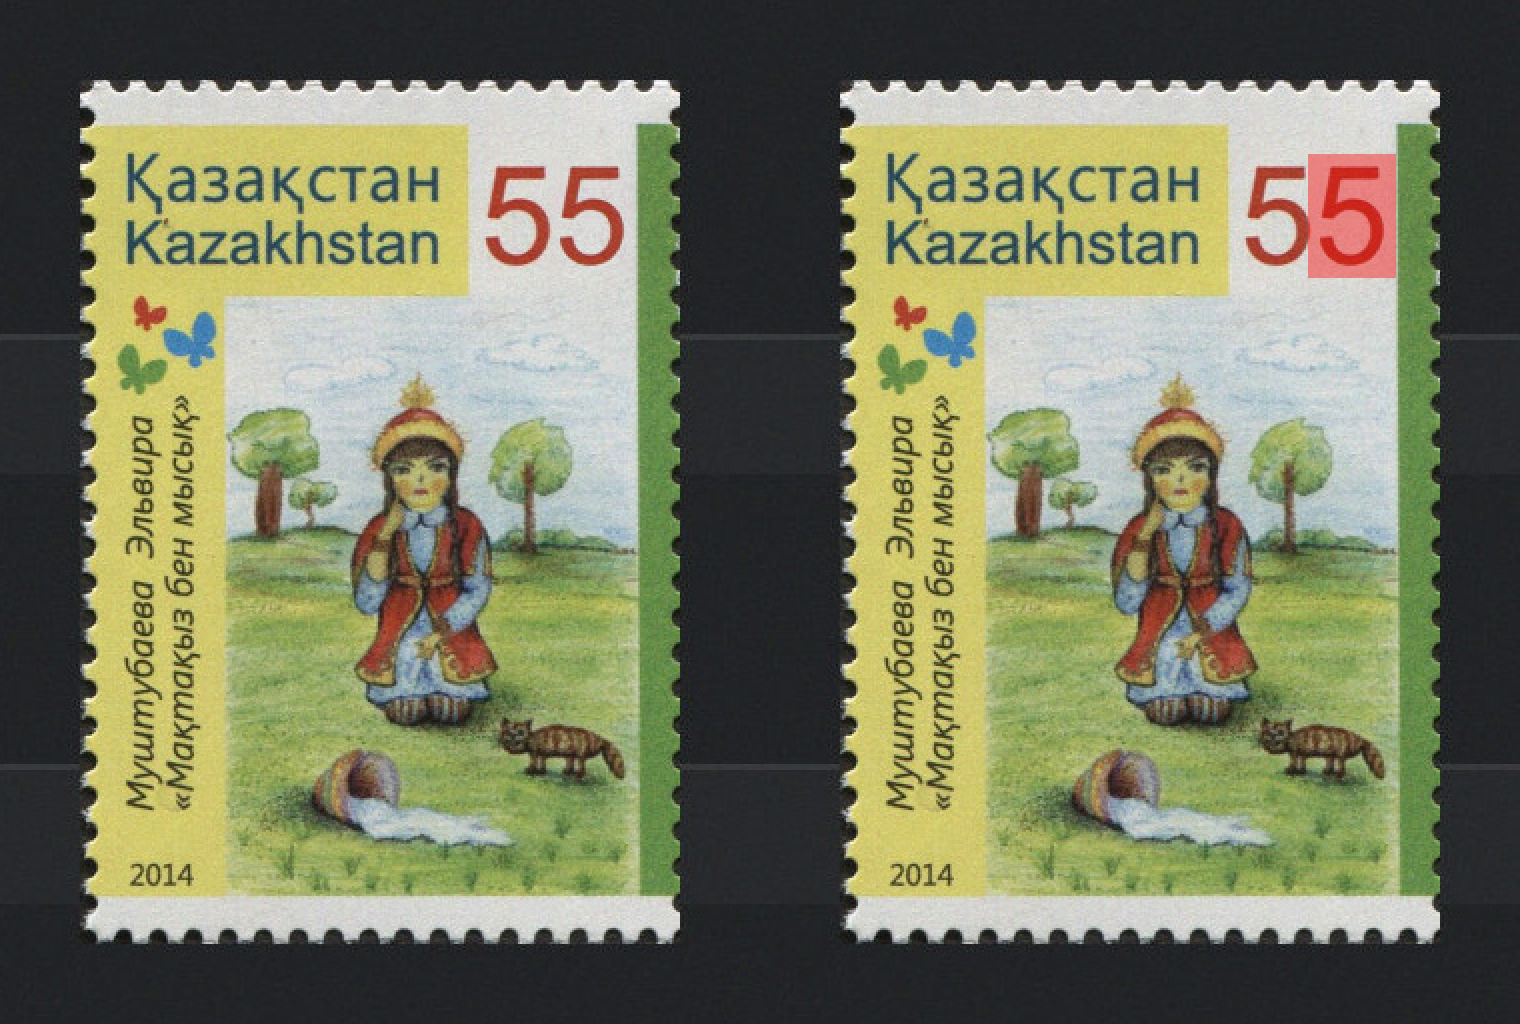 Қазақстан
Kazakhstan
55
Муштубаева Эльвира
«Мақтақыз бен мысық»
2014
Қазақстан
Kazakhstan
55
Муштубаева Эльвира
«Мақтақыз бен мысық»
2014